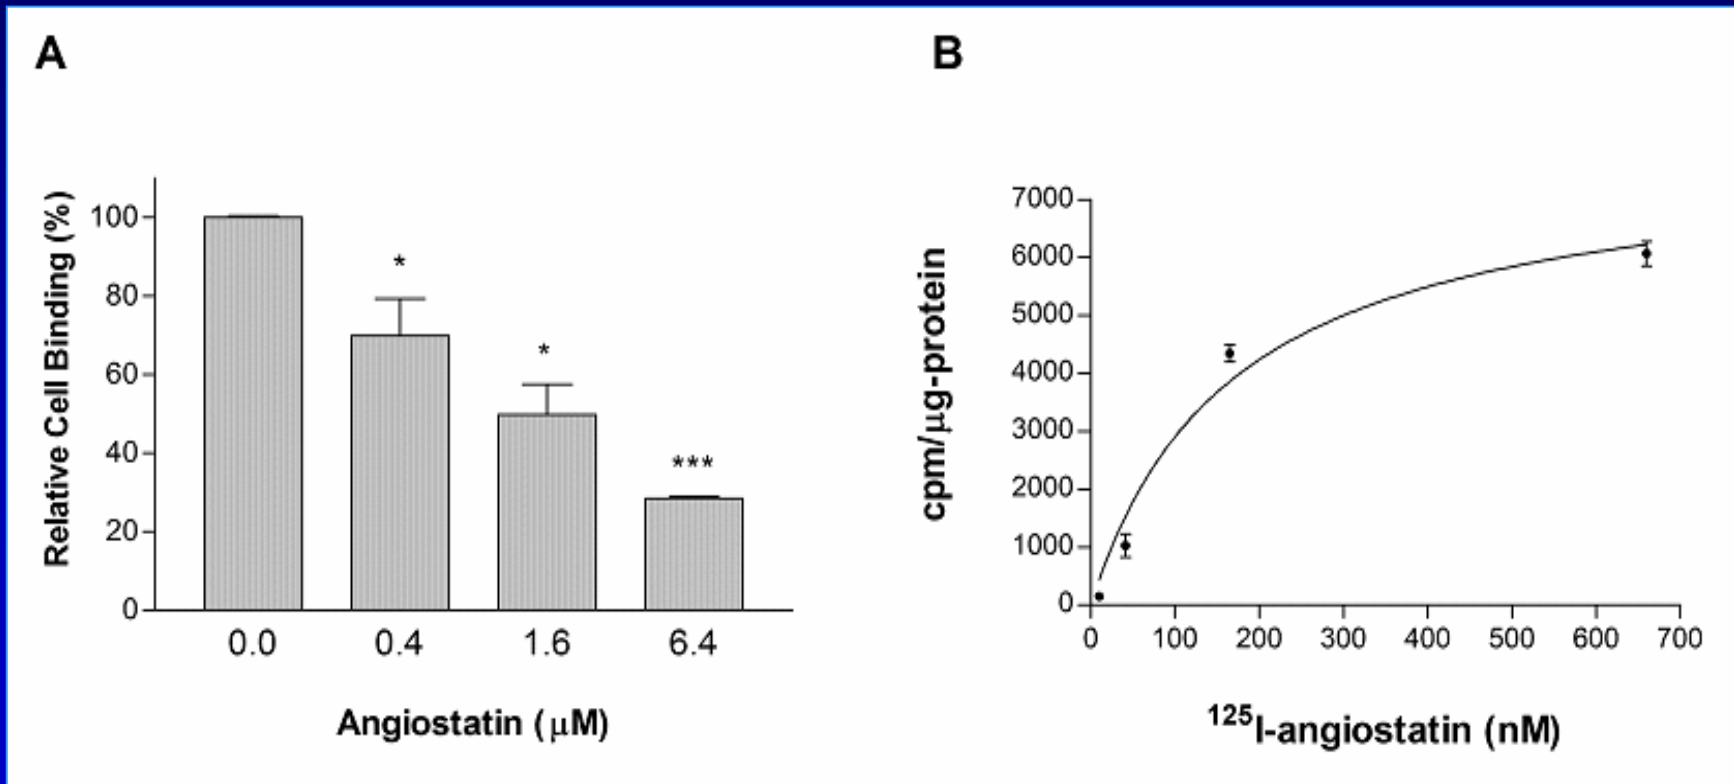 A
B
Relative Cell Binding (%)
100
80
60
40
20
0
*
*
***
0.0 0.4 1.6 6.4
Angiostatin (μM)
cpm/μg-protein
7000
6000
5000
4000
3000
2000
1000
0
0 100 200 300 400 500 600 700
¹²⁵I-angiostatin (nM)